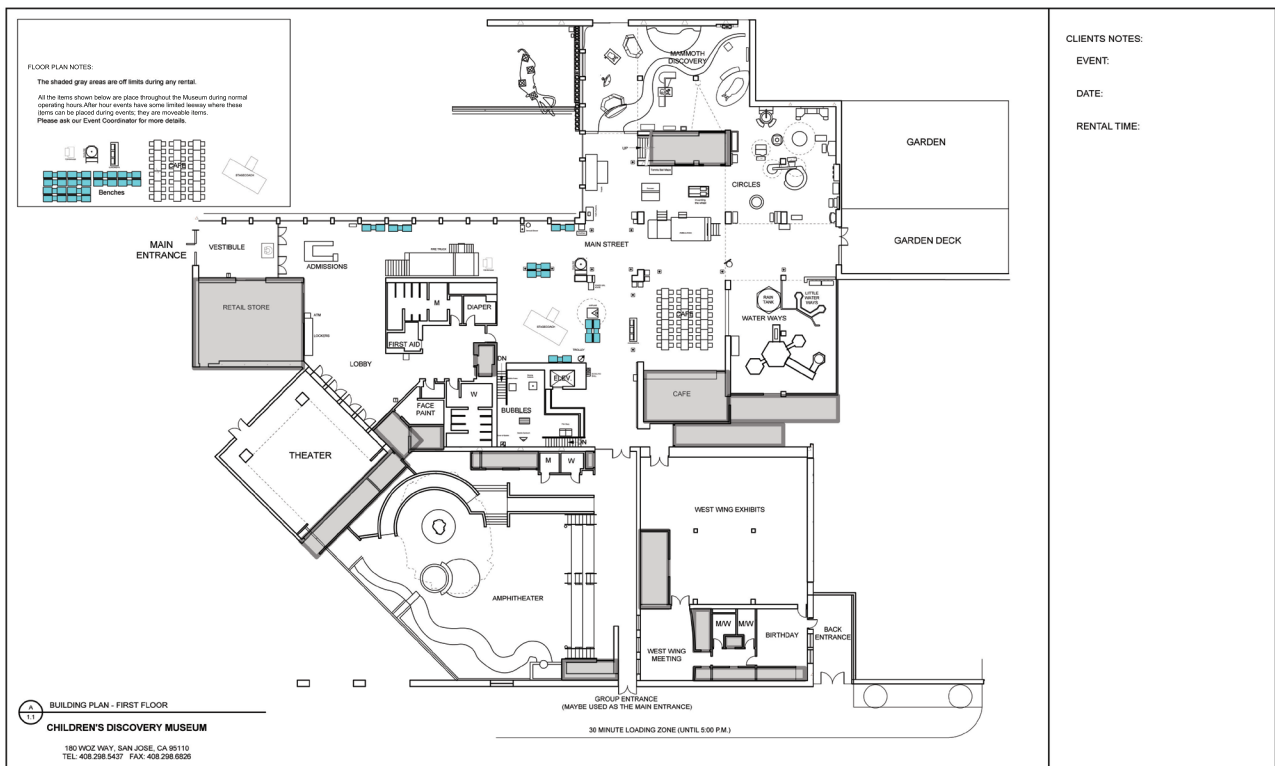 FLOOR PLAN NOTES:
The shaded gray areas are off limits during any rental.
All the items shown below are place throughout the Museum during normal
operating hours.After hour events have some limited leeway where these
items can be placed during events; they are moveable items.
Please ask our Event Coordinator for more details.
CAFE
Benches
STAGECOACH
CLIENTS NOTES:
EVENT:
DATE:
RENTAL TIME:
MAMMOTH
DISCOVERY
UP
CIRCLES
GARDEN
GARDEN DECK
MAIN
ENTRANCE
VESTIBULE
ADMISSIONS
MAIN STREET
RETAIL STORE
ATM
LOCKERS
M
DIAPER
FIRST AID
LOBBY
STAGECOACH
TROLLEY
CAFE
RAIN
TANK
LITTLE
WATER
WAYS
WATER WAYS
DN
ELEV.
CAFE
FACE
PAINT
W
BUBBLES
DN
THEATER
M
W
WEST WING EXHIBITS
AMPHITHEATER
M/W
M/W
BIRTHDAY
BACK
ENTRANCE
WEST WING
MEETING
GROUP ENTRANCE
(MAYBE USED AS THE MAIN ENTRANCE)
30 MINUTE LOADING ZONE (UNTIL 5:00 P.M.)
A
1.1
BUILDING PLAN - FIRST FLOOR
CHILDREN'S DISCOVERY MUSEUM
180 WOZ WAY, SAN JOSE, CA 95110
TEL: 408.298.5437 FAX: 408.298.6826